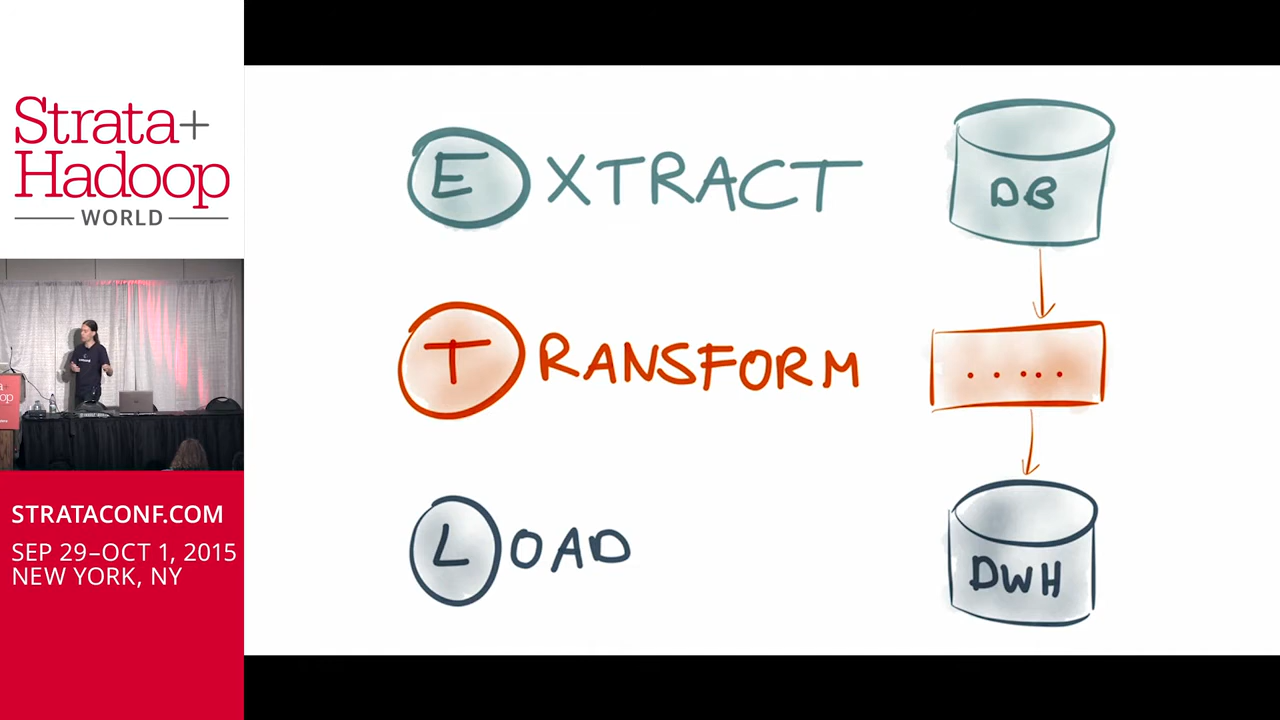 Strata+
Hadoop
WORLD
STRATACONF.COM
SEP 29–OCT 1, 2015
NEW YORK, NY
EXTRACT
DB
TRANSFORM
.....
LOAD
DWH